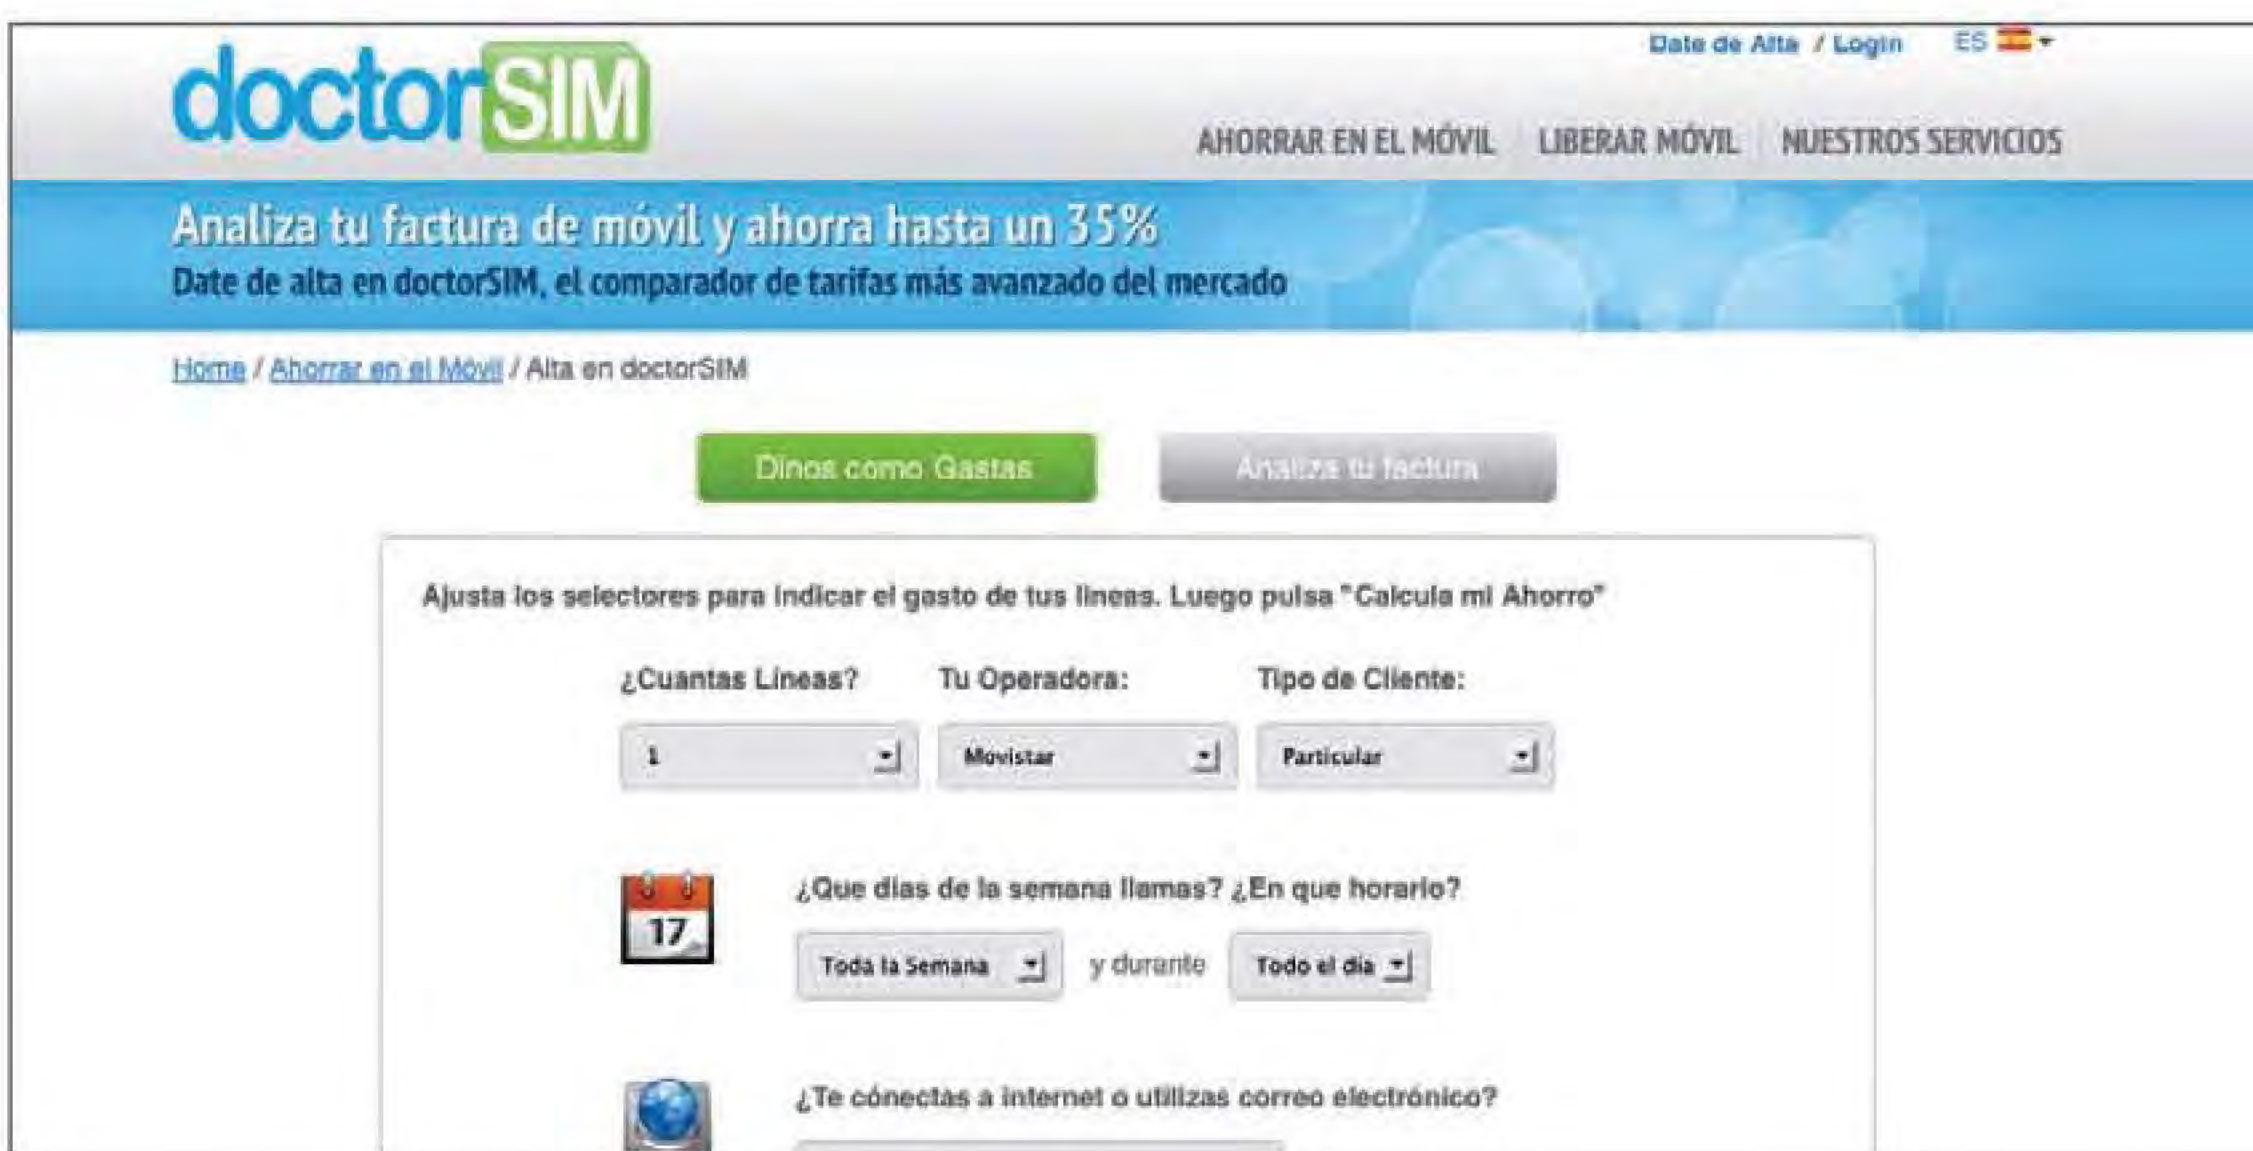 doctorSIM
Date de Alta / Login ES
AHORRAR EN EL MÓVIL LIBERAR MÓVIL NUESTROS SERVICIOS
Analiza tu factura de móvil y ahorra hasta un 35%
Date de alta en doctorSIM, el comparador de tarifas más avanzado del mercado
Home / Ahorrar en el Móvil / Alta en doctorSIM
Dinos como Gastas Analiza tu factura
Ajusta los selectores para indicar el gasto de tus lineas. Luego pulsa "Calcula mi Ahorro"
¿Cuantas Líneas? Tu Operadora: Tipo de Cliente:
1 Movistar Particular
¿Que días de la semana llamas? ¿En que horario?
17
Toda la Semana y durante Todo el dia
¿Te cónectas a internet o utilizas correo electrónico?